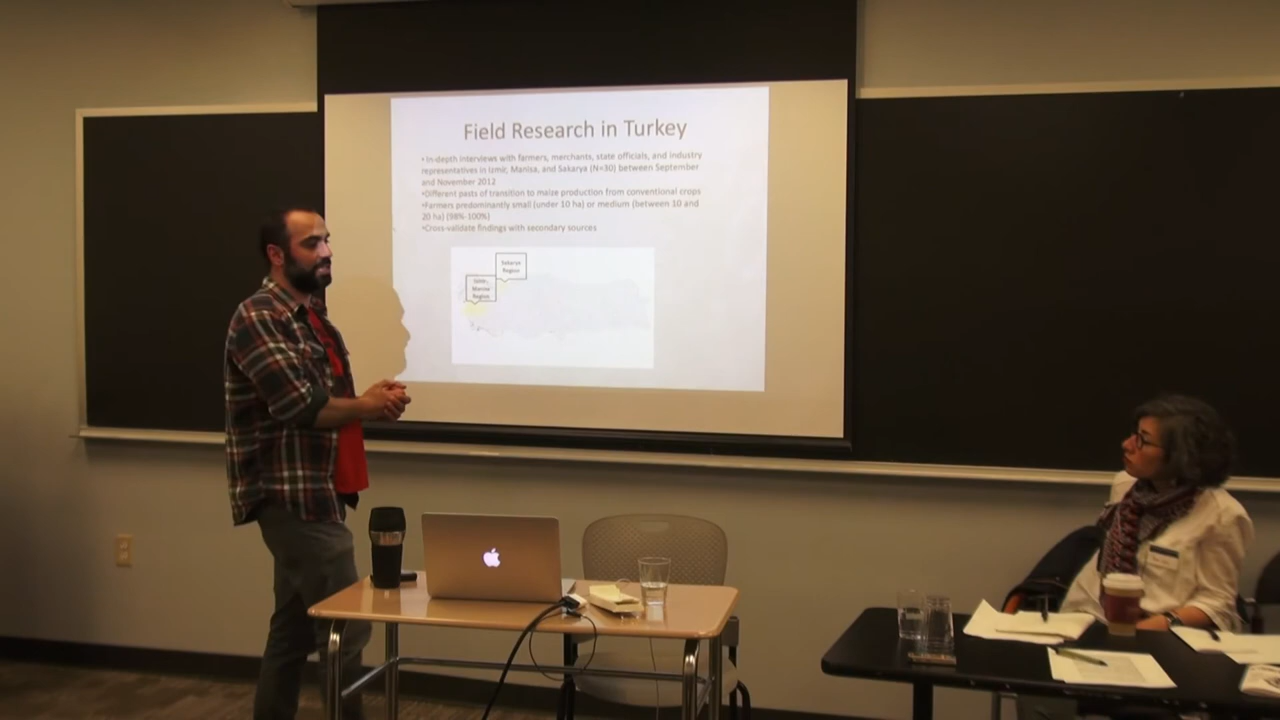 Field Research in Turkey
• In-depth interviews with farmers, merchants, state officials, and industry
representatives in Izmir, Manisa, and Sakarya (N=30) between September
and November 2012
•Different pasts of transition to maize production from conventional crops
•Farmers predominantly small (under 10 ha) or medium (between 10 and
20 ha) (98%-100%)
•Cross-validate findings with secondary sources
Sakarya
Region
Izmir,
Manisa
Region